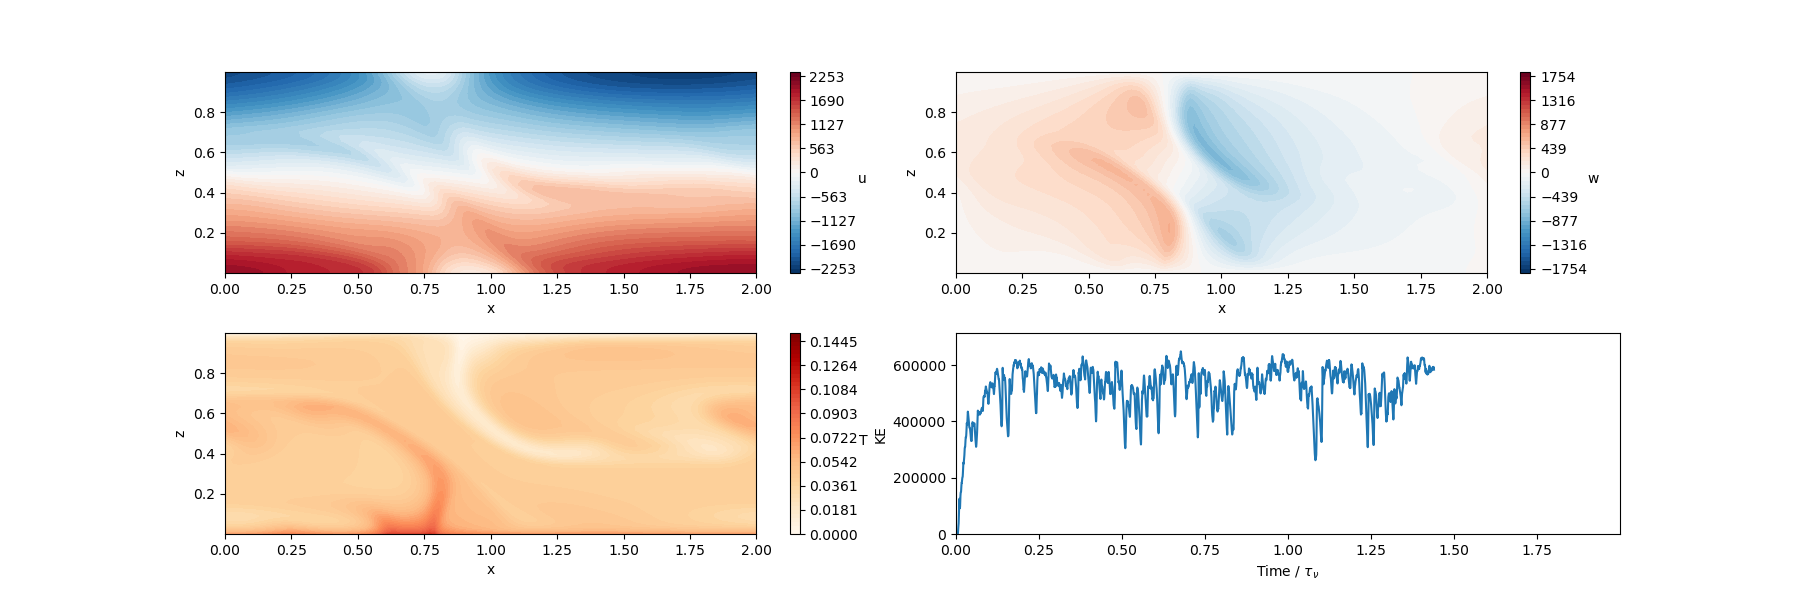 0.8
0.6
0.4
0.2
z
0.00 0.25 0.50 0.75 1.00 1.25 1.50 1.75 2.00
x
2253
1690
1127
563
0
−563
−1127
−1690
−2253
u
0.8
0.6
0.4
0.2
z
0.00 0.25 0.50 0.75 1.00 1.25 1.50 1.75 2.00
x
1754
1316
877
439
0
−439
−877
−1316
−1754
w
0.8
0.6
0.4
0.2
z
0.00 0.25 0.50 0.75 1.00 1.25 1.50 1.75 2.00
x
0.1445
0.1264
0.1084
0.0903
0.0722
0.0542
0.0361
0.0181
0.0000
T
KE
600000
400000
200000
0
0.00 0.25 0.50 0.75 1.00 1.25 1.50 1.75
Time / τν